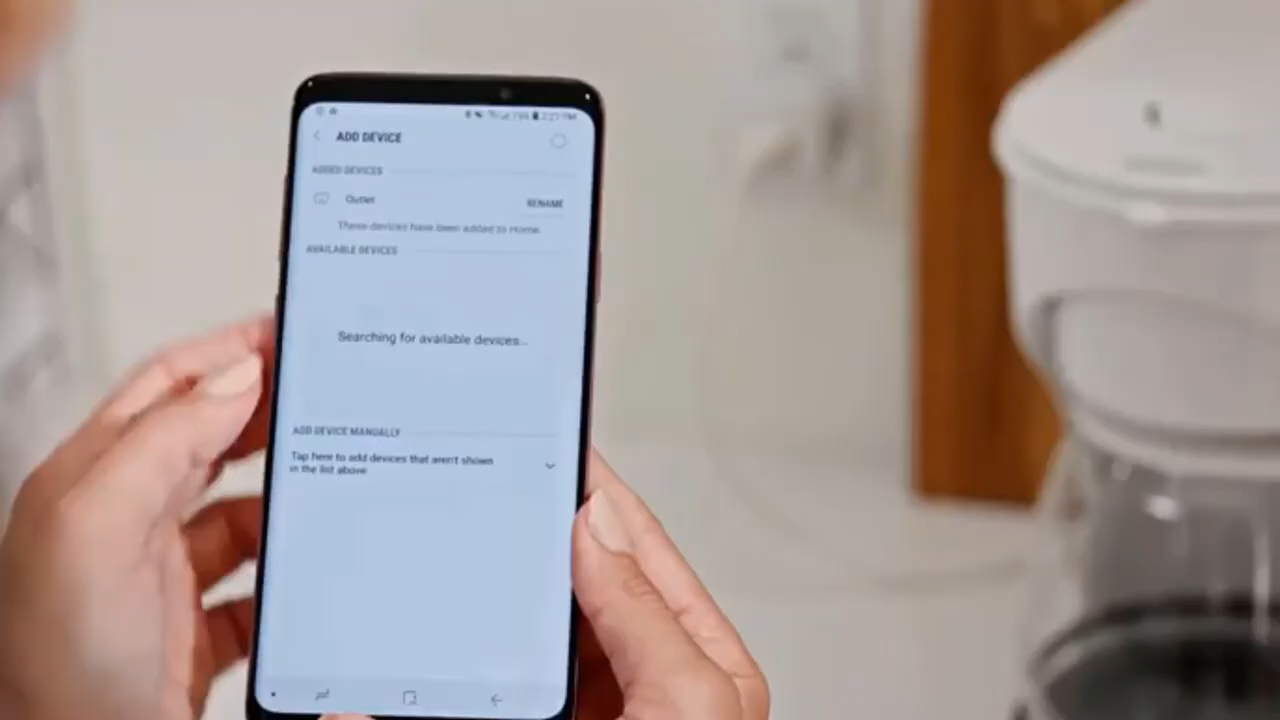 ADD DEVICE
ADDED DEVICES
Outlet RENAME
These devices have been added to Home.
AVAILABLE DEVICES
Searching for available devices...
ADD DEVICE MANUALLY
Tap here to add devices that aren't shown
in the list above